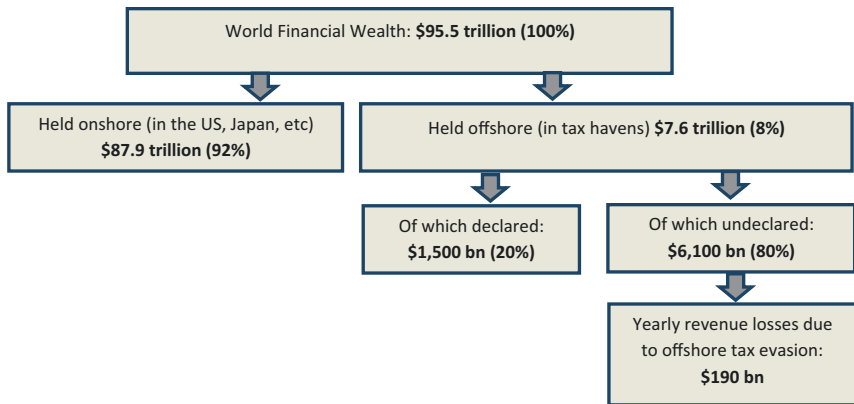 World Financial Wealth: $95.5 trillion (100%)
Held onshore (in the US, Japan, etc)
$87.9 trillion (92%)
Held offshore (in tax havens) $7.6 trillion (8%)
Of which declared:
$1,500 bn (20%)
Of which undeclared:
$6,100 bn (80%)
Yearly revenue losses due
to offshore tax evasion:
$190 bn